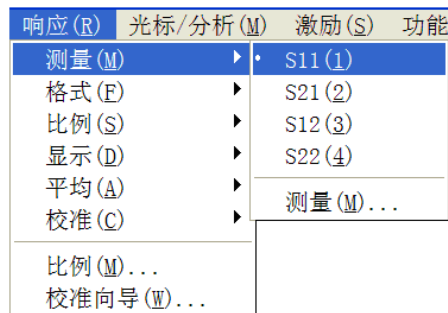 响应(R) 光标/分析(M) 激励(S) 功能
测量(M)
格式(F)
比例(S)
显示(D)
平均(A)
校准(C)
比例(M)...
校准向导(W)...
S11(1)
S21(2)
S12(3)
S22(4)
测量(M)...